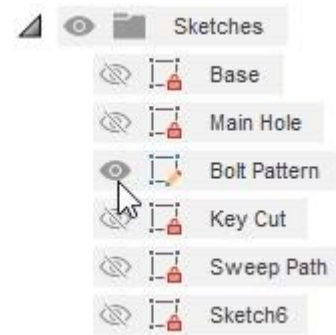 Sketches
Base
Main Hole
Bolt Pattern
Key Cut
Sweep Path
Sketch6